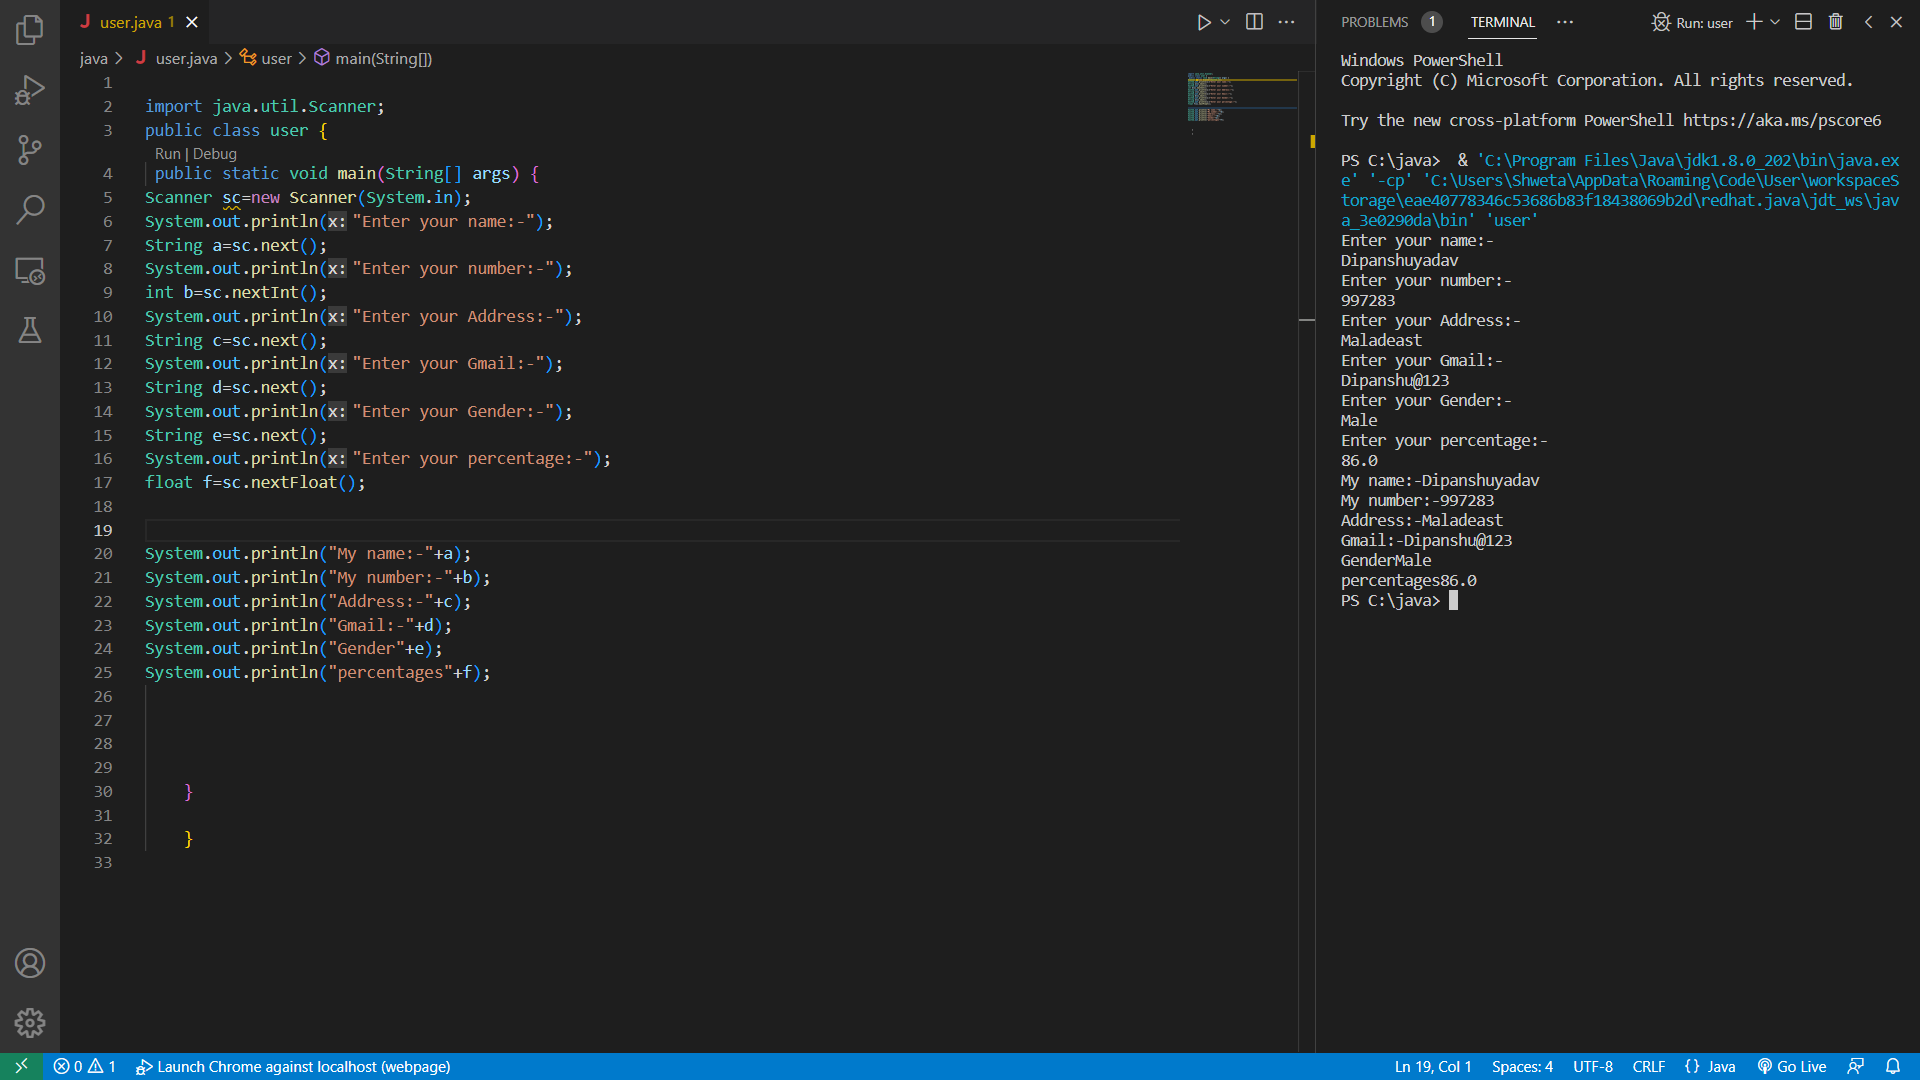 user.java 1
java > user.java > user > main(String[])
1
2 import java.util.Scanner;
3 public class user {
Run | Debug
4 public static void main(String[] args) {
5 Scanner sc=new Scanner(System.in);
6 System.out.println(x: "Enter your name:-");
7 String a=sc.next();
8 System.out.println(x: "Enter your number:-");
9 int b=sc.nextInt();
10 System.out.println(x: "Enter your Address:-");
11 String c=sc.next();
12 System.out.println(x: "Enter your Gmail:-");
13 String d=sc.next();
14 System.out.println(x: "Enter your Gender:-");
15 String e=sc.next();
16 System.out.println(x: "Enter your percentage:-");
17 float f=sc.nextFloat();
18
19
20 System.out.println("My name:-"+a);
21 System.out.println("My number:-"+b);
22 System.out.println("Address:-"+c);
23 System.out.println("Gmail:-"+d);
24 System.out.println("Gender"+e);
25 System.out.println("percentages"+f);
26
27
28
29
30 }
31
32 }
33
PROBLEMS 1 TERMINAL ··· Run: user
Windows PowerShell
Copyright (C) Microsoft Corporation. All rights reserved.
Try the new cross-platform PowerShell https://aka.ms/pscore6
PS C:\java>  & 'C:\Program Files\Java\jdk1.8.0_202\bin\java.ex
e' '-cp' 'C:\Users\Shweta\AppData\Roaming\Code\User\workspaceS
torage\eae40778346c53686b83f18438069b2d\redhat.java\jdt_ws\jav
a_3e0290da\bin' 'user'
Enter your name:-
Dipanshuyadav
Enter your number:-
997283
Enter your Address:-
Maladeast
Enter your Gmail:-
Dipanshu@123
Enter your Gender:-
Male
Enter your percentage:-
86.0
My name:-Dipanshuyadav
My number:-997283
Address:-Maladeast
Gmail:-Dipanshu@123
GenderMale
percentages86.0
PS C:\java>
0 1 Launch Chrome against localhost (webpage) Ln 19, Col 1 Spaces: 4 UTF-8 CRLF {} Java Go Live